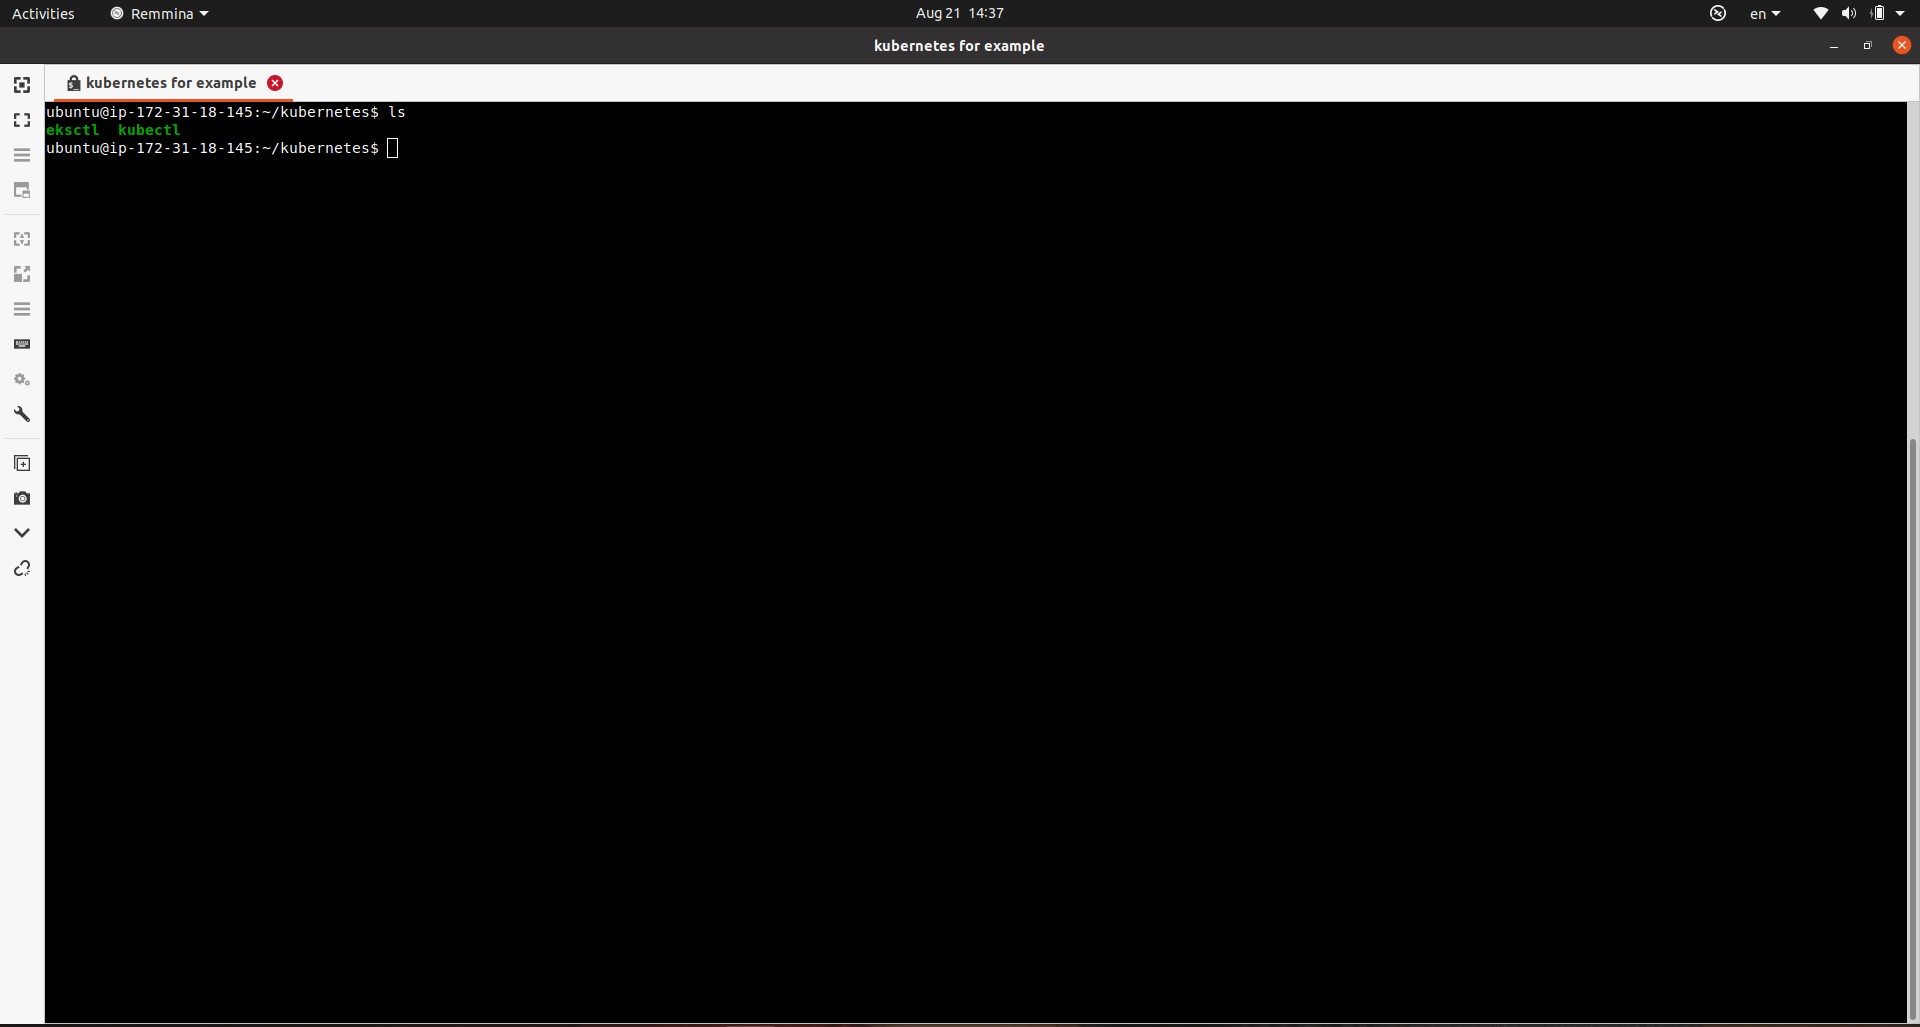 Activities Remmina Aug 21 14:37 en
kubernetes for example
kubernetes for example
ubuntu@ip-172-31-18-145:~/kubernetes$ ls
eksctl  kubectl
ubuntu@ip-172-31-18-145:~/kubernetes$